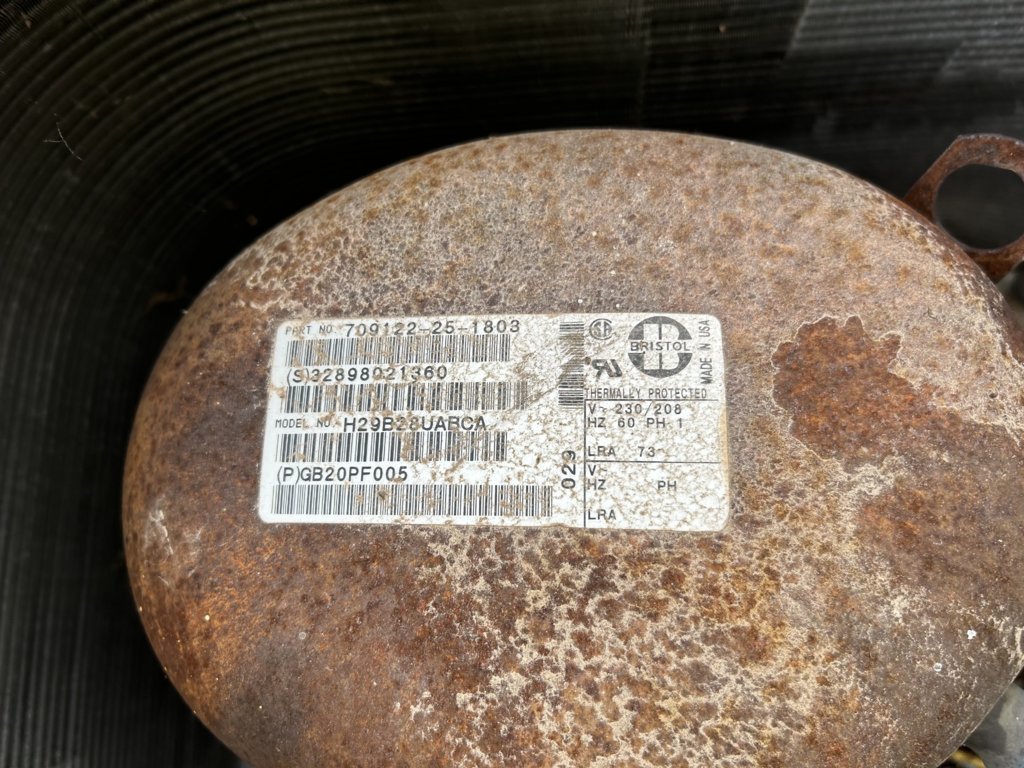 PART NO. 709122-25-1803
(S)32898021360
MODEL NO. H29B28UABCA
(P)GB20PF005
029
BRISTOL
MADE IN USA
THERMALLY PROTECTED
V~ 230/208
HZ 60 PH 1
LRA 73
V~
HZ PH
LRA